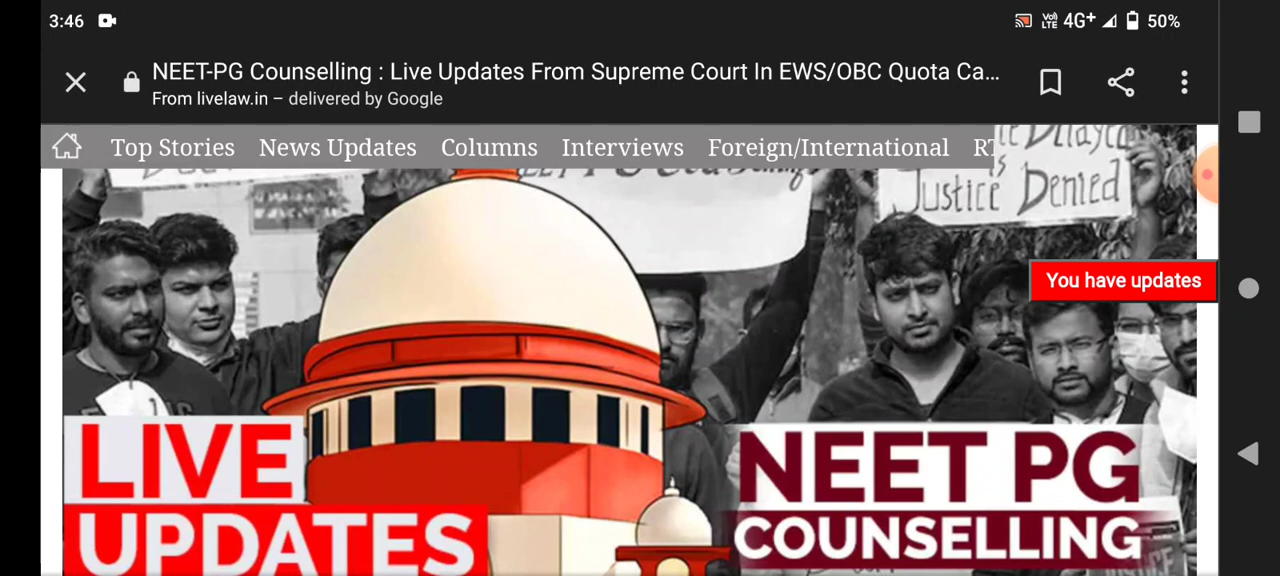 3:46 4G+ 50%
NEET-PG Counselling : Live Updates From Supreme Court In EWS/OBC Quota Ca...
From livelaw.in – delivered by Google
Top Stories News Updates Columns Interviews Foreign/International
Justice Denied
You have updates
LIVE
UPDATES
NEET PG
COUNSELLING